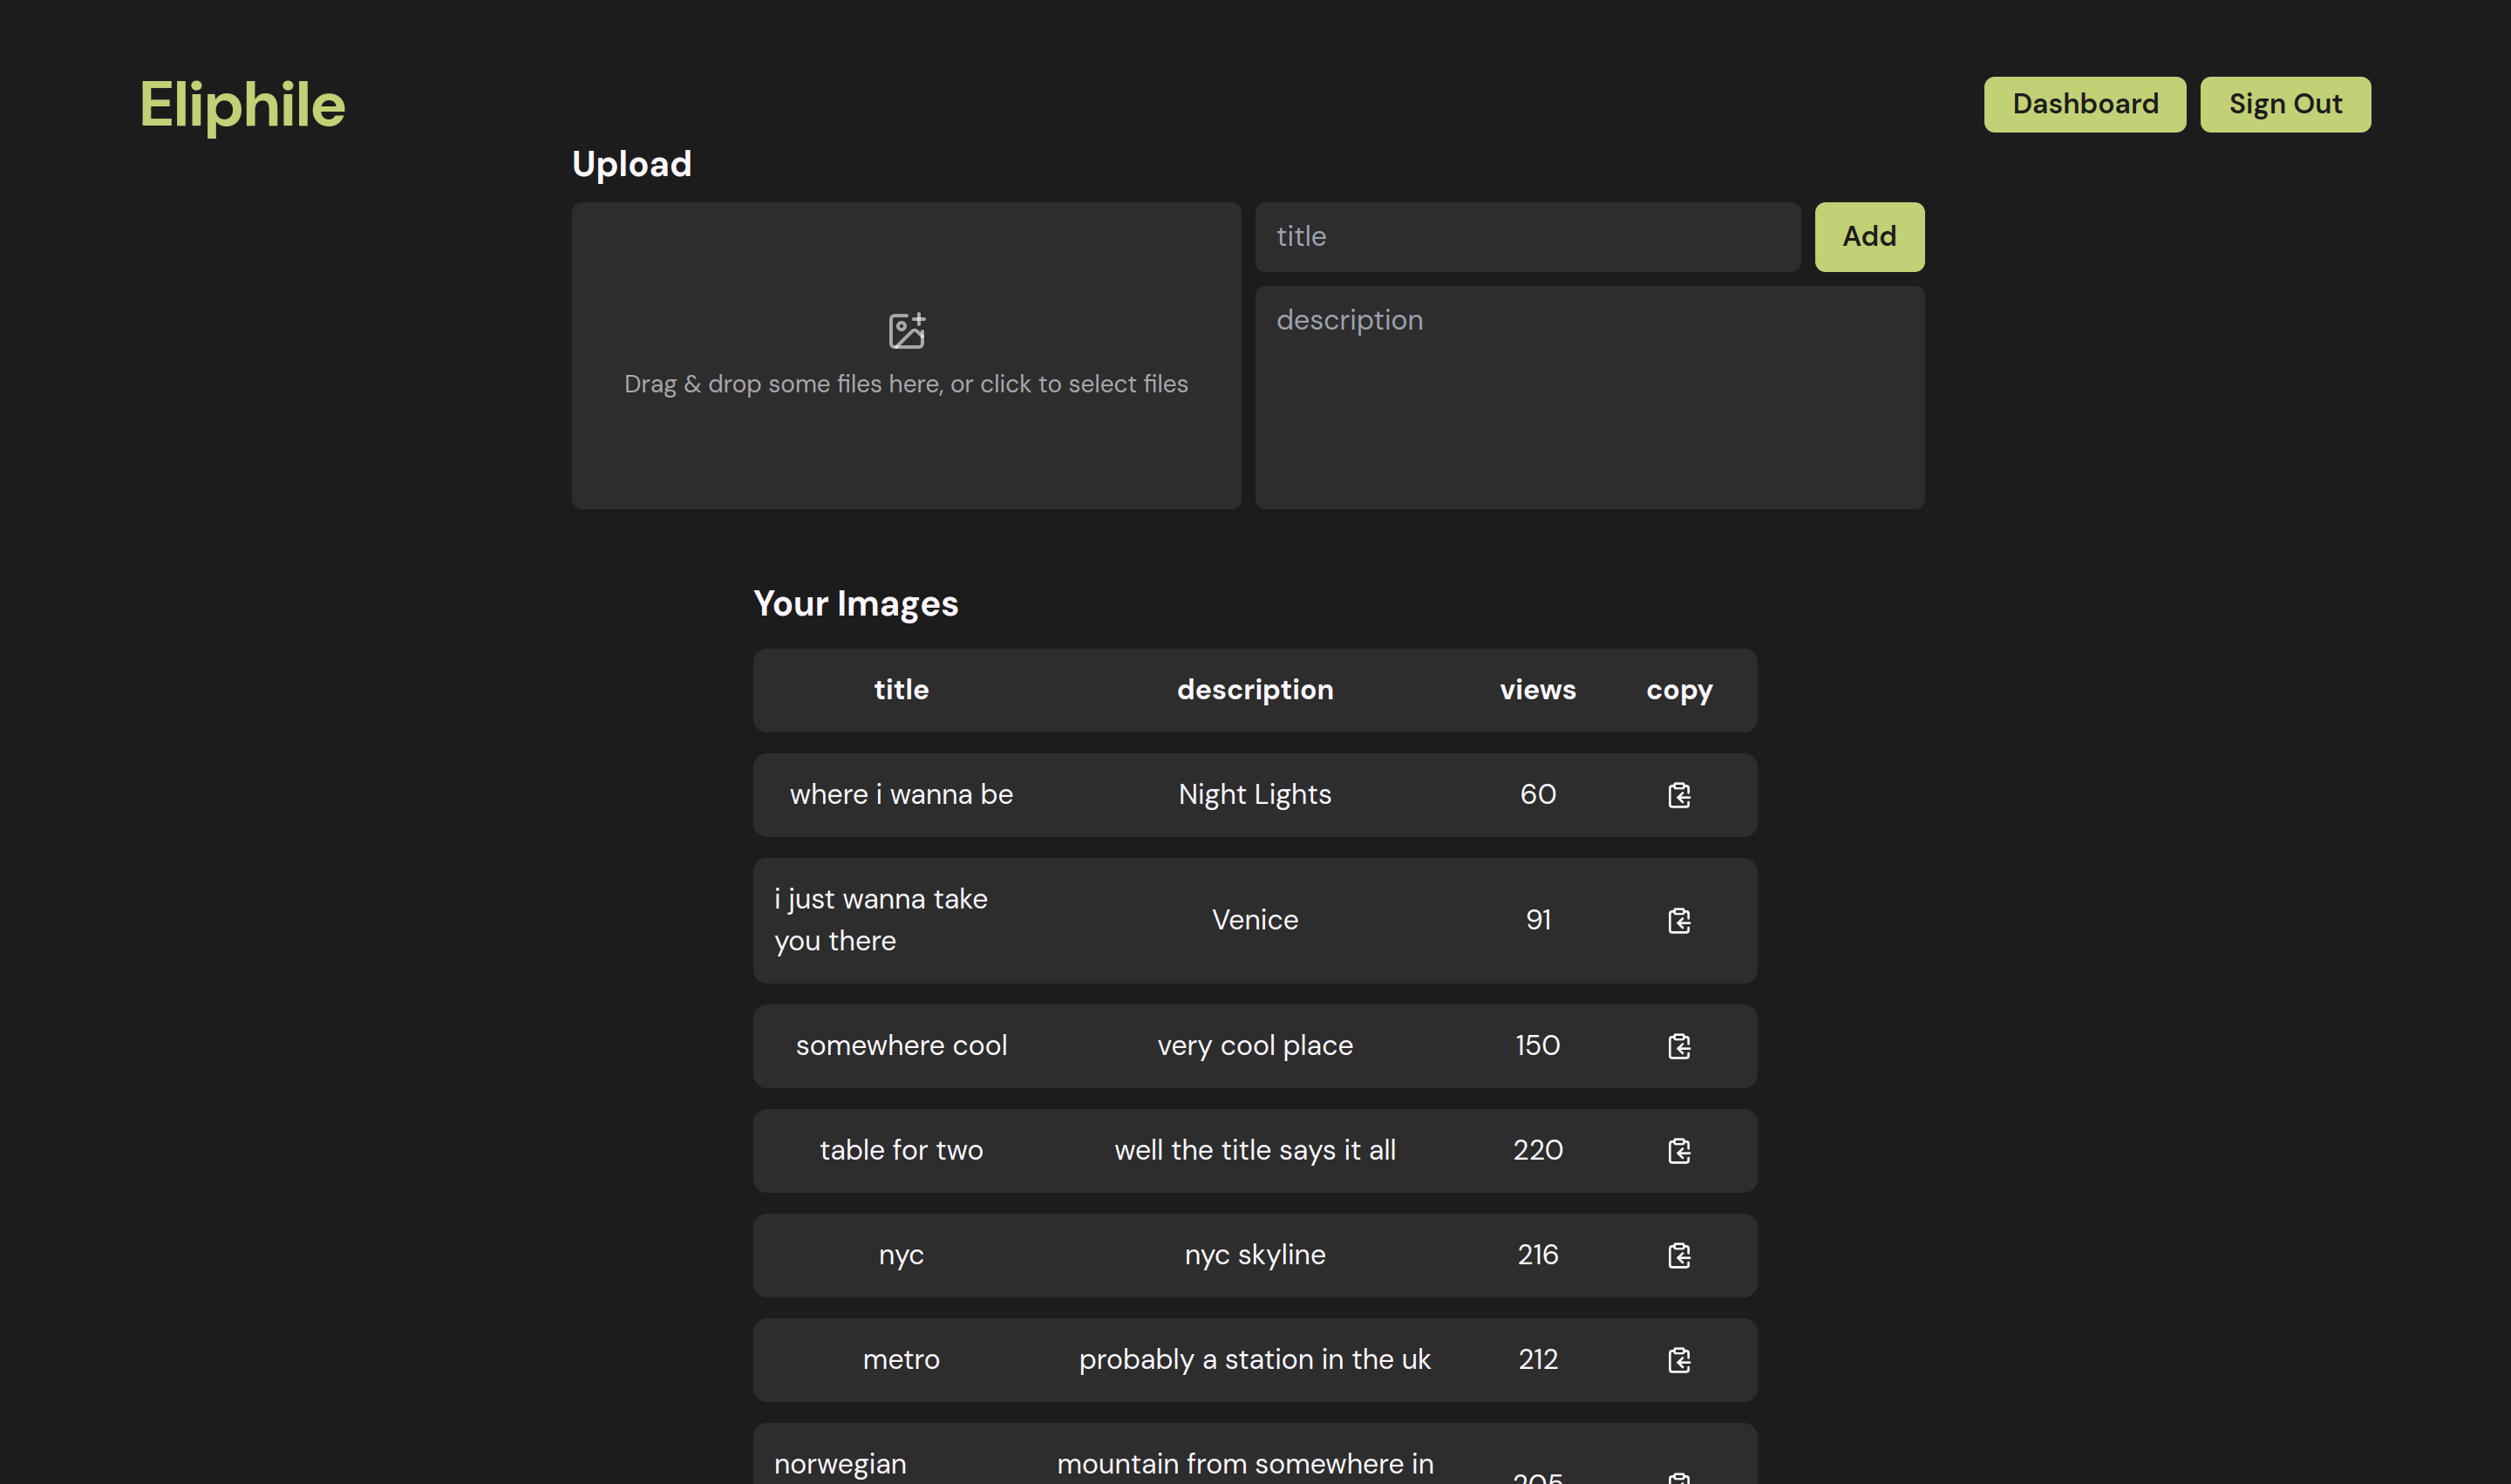 Eliphile
Dashboard
Sign Out
Upload
title
Add
description
Drag & drop some files here, or click to select files
Your Images
title description views copy
where i wanna be Night Lights 60
i just wanna take
you there
Venice 91
somewhere cool very cool place 150
table for two well the title says it all 220
nyc nyc skyline 216
metro probably a station in the uk 212
norwegian mountain from somewhere in 205